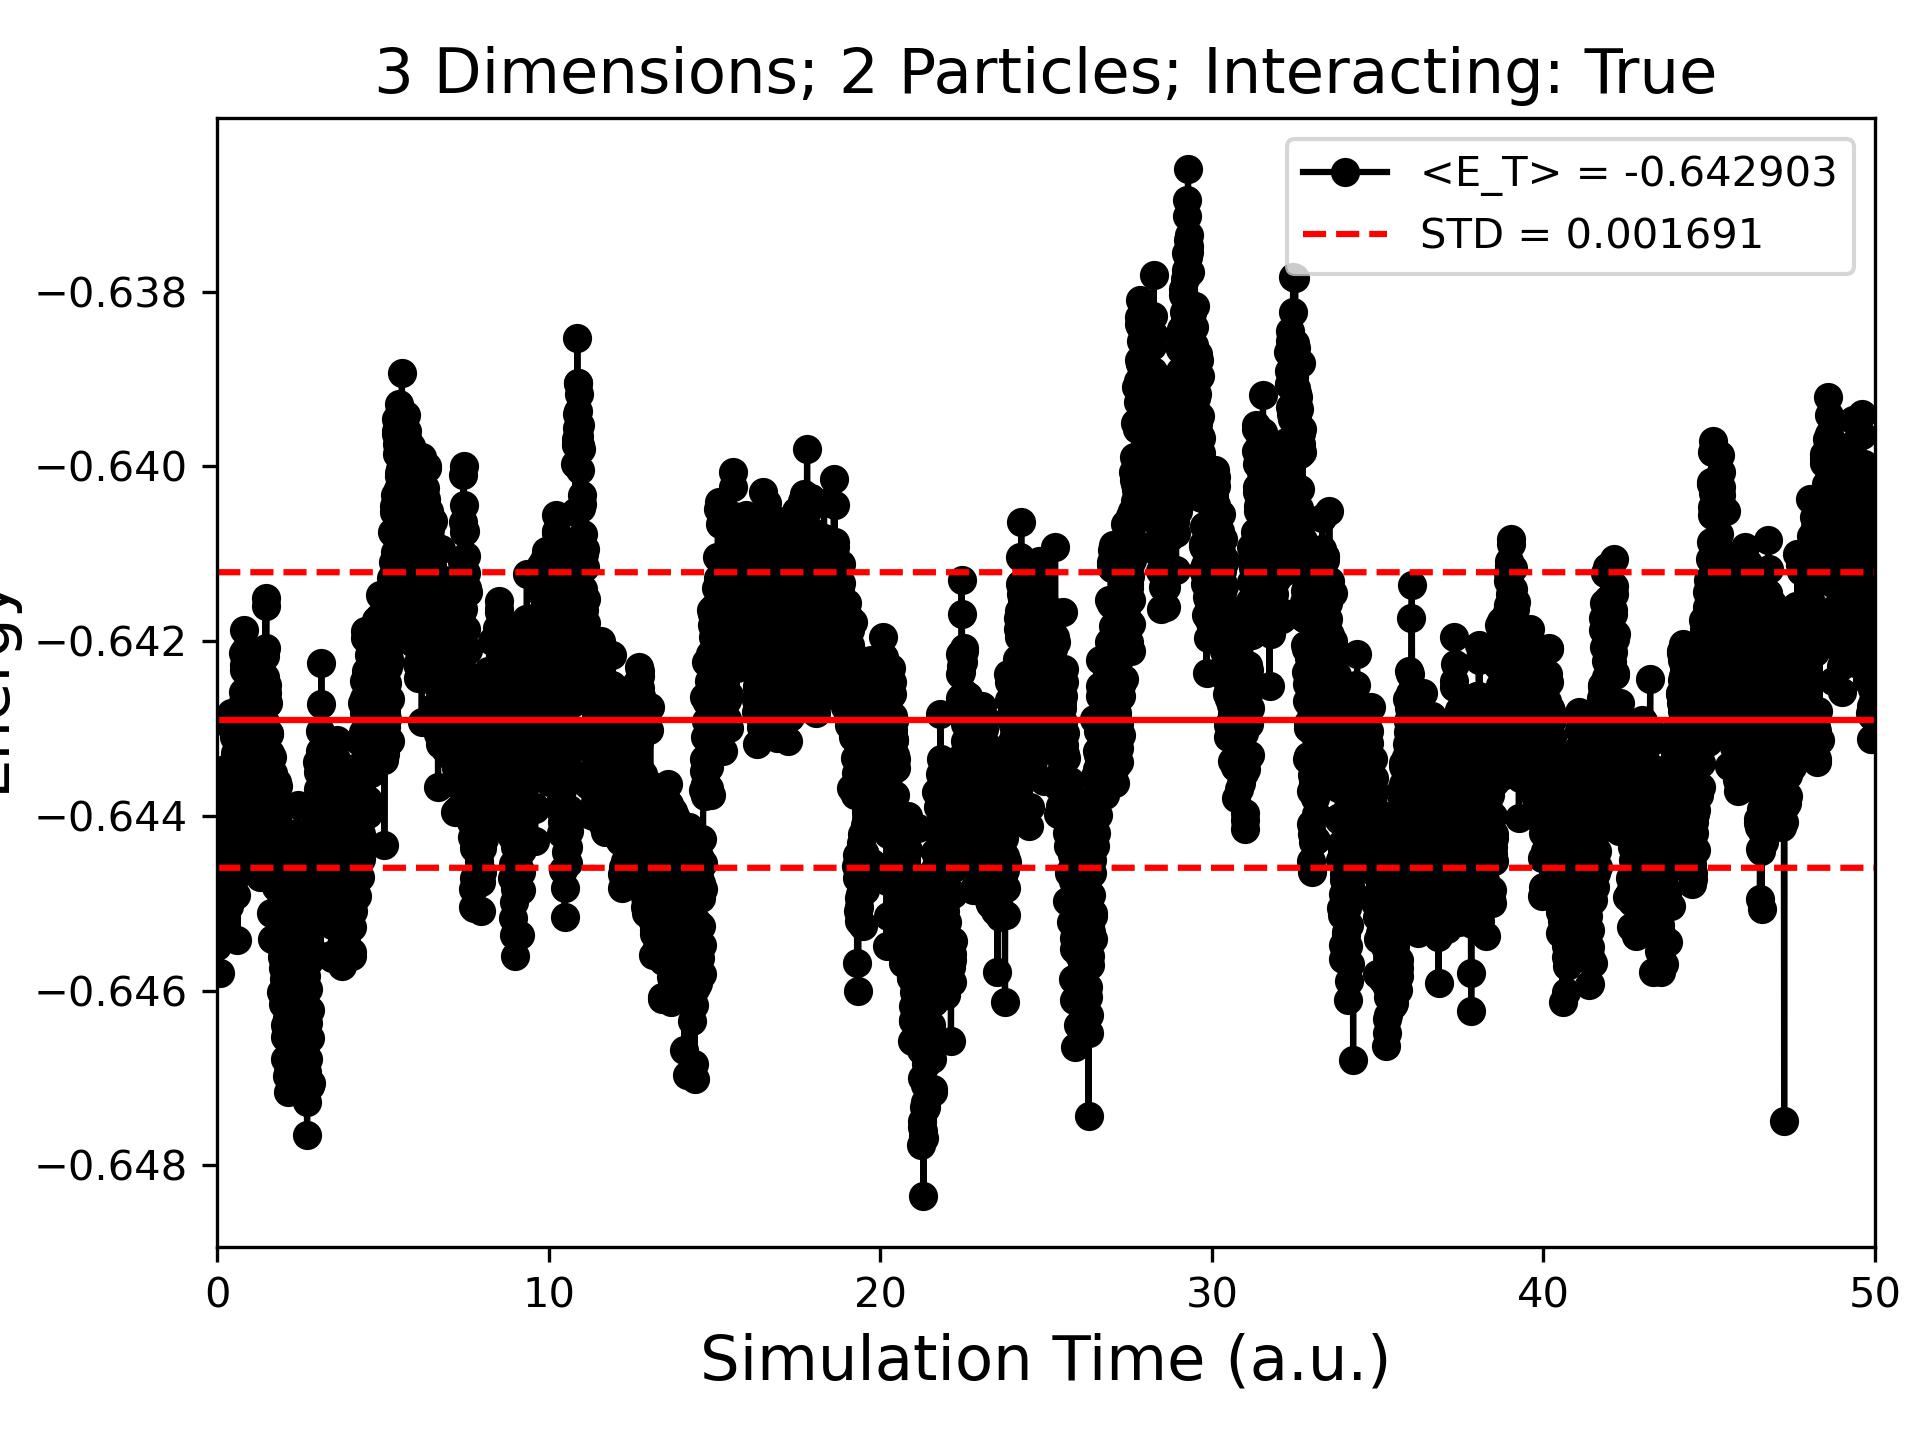 3 Dimensions; 2 Particles; Interacting: True
<E_T> = -0.642903
STD = 0.001691
−0.638
−0.640
−0.642
−0.644
−0.646
−0.648
Energy
0 10 20 30 40 50
Simulation Time (a.u.)